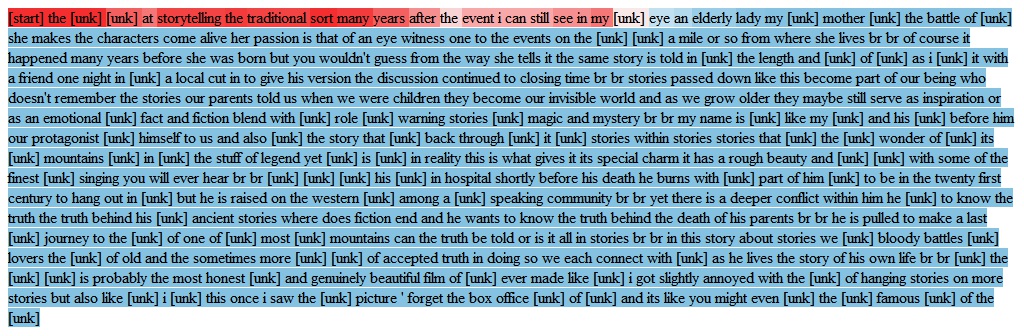 [start] the [unk] [unk] at storytelling the traditional sort many years after the event i can still see in my [unk] eye an elderly lady my [unk] mother the battle of [unk]
she makes the characters come alive her passion is that of an eye witness one to the events on the [unk] [unk] a mile or so from where she lives br br of course it
happened many years before she was born but you wouldn't guess from the way she tells it the same story is told in [unk] the length and [unk] of [unk] as i [unk] it with
a friend one night in [unk] a local cut in to give his version the discussion continued to closing time br br stories passed down like this become part of our being who
doesn't remember the stories our parents told us when we were children they become our invisible world and as we grow older they maybe still serve as inspiration or
as an emotional [unk] fact and fiction blend with [unk] role [unk] warning stories [unk] magic and mystery br br my name is [unk] like my [unk] and his [unk] before him
our protagonist [unk] himself to us and also [unk] the story that [unk] back through [unk] it [unk] stories within stories stories that [unk] the [unk] wonder of [unk] its
[unk] mountains [unk] in [unk] the stuff of legend yet [unk] is [unk] in reality this is what gives it its special charm it has a rough beauty and [unk] [unk] with some of the
finest [unk] singing you will ever hear br br [unk] [unk] [unk] his [unk] in hospital shortly before his death he burns with [unk] part of him [unk] to be in the twenty first
century to hang out in [unk] but he is raised on the western [unk] among a [unk] speaking community br br yet there is a deeper conflict within him he [unk] to know the
truth the truth behind his [unk] ancient stories where does fiction end and he wants to know the truth behind the death of his parents br br he is pulled to make a last
[unk] journey to the [unk] of one of [unk] most [unk] mountains can the truth be told or is it all in stories br br in this story about stories we [unk] bloody battles [unk]
lovers the [unk] of old and the sometimes more [unk] [unk] of accepted truth in doing so we each connect with [unk] as he lives the story of his own life br br [unk] the
[unk] [unk] is probably the most honest [unk] and genuinely beautiful film of [unk] ever made like [unk] i got slightly annoyed with the [unk] of hanging stories on more
stories but also like [unk] i [unk] this once i saw the [unk] picture ' forget the box office [unk] of [unk] and its like you might even [unk] the [unk] famous [unk] of the
[unk]